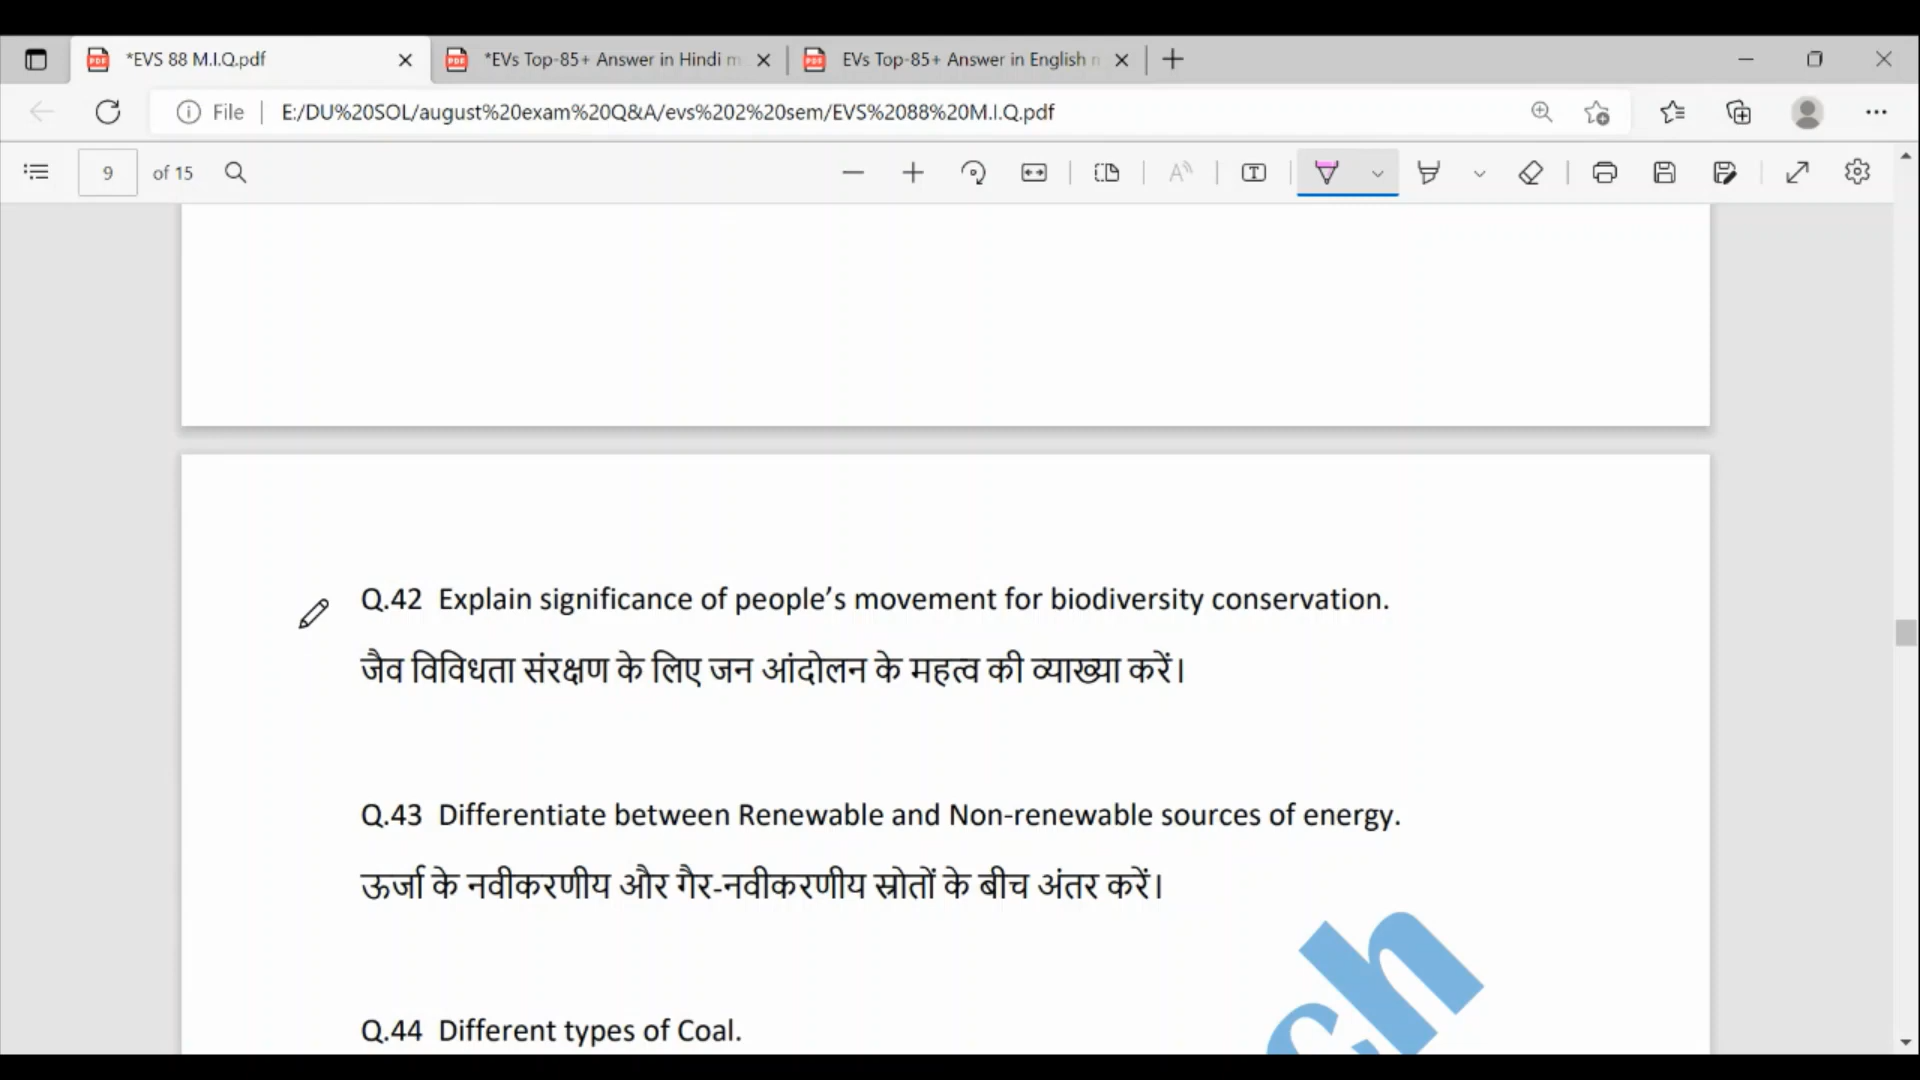 *EVS 88 M.I.Q.pdf
*EVs Top-85+ Answer in Hindi m
EVs Top-85+ Answer in English
File
E:/DU%20SOL/august%20exam%20Q&A/evs%202%20sem/EVS%2088%20M.I.Q.pdf
9 of 15
Q.42 Explain significance of people’s movement for biodiversity conservation.
जैव विविधता संरक्षण के लिए जन आंदोलन के महत्व की व्याख्या करें।
Q.43 Differentiate between Renewable and Non-renewable sources of energy.
ऊर्जा के नवीकरणीय और गैर-नवीकरणीय स्रोतों के बीच अंतर करें।
Q.44 Different types of Coal.
ch